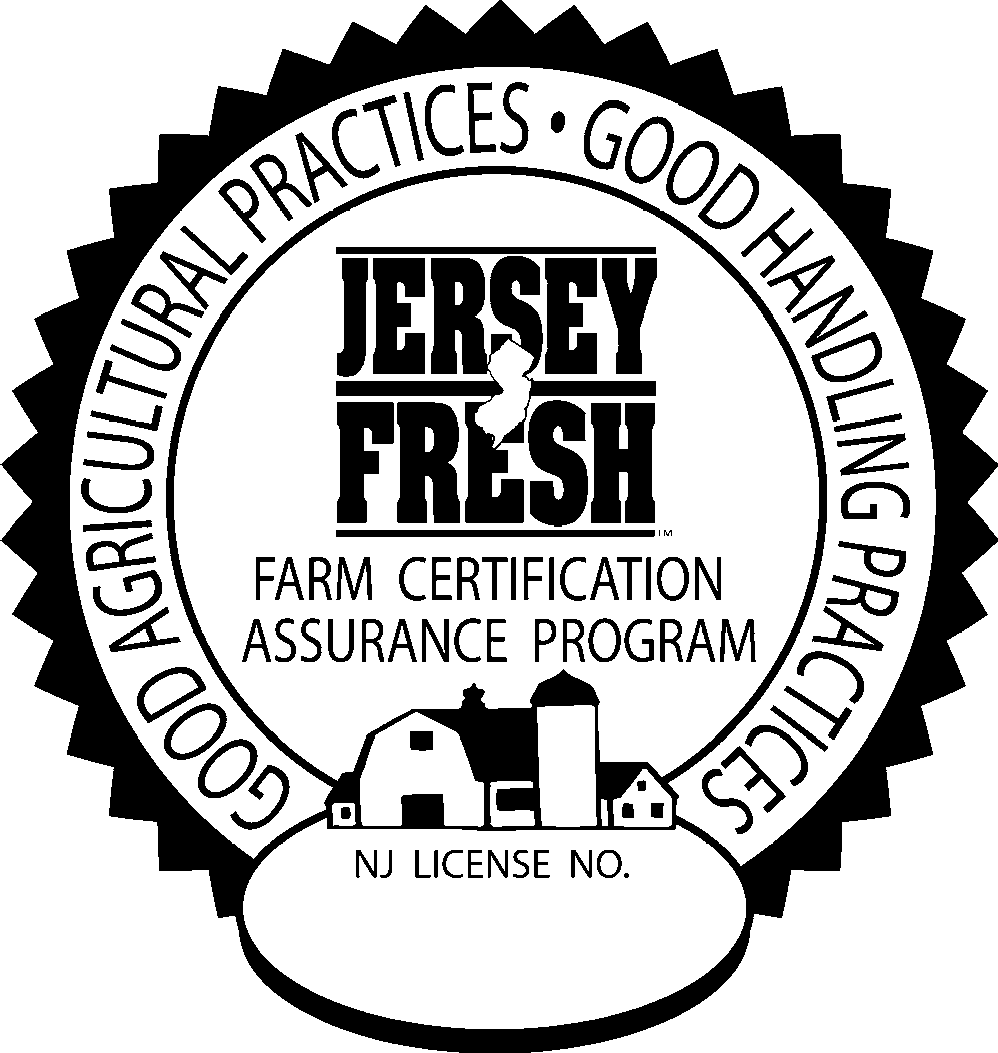 GOOD AGRICULTURAL PRACTICES • GOOD HANDLING PRACTICES
JERSEY
FRESH
TM
FARM CERTIFICATION
ASSURANCE PROGRAM
NJ LICENSE NO.